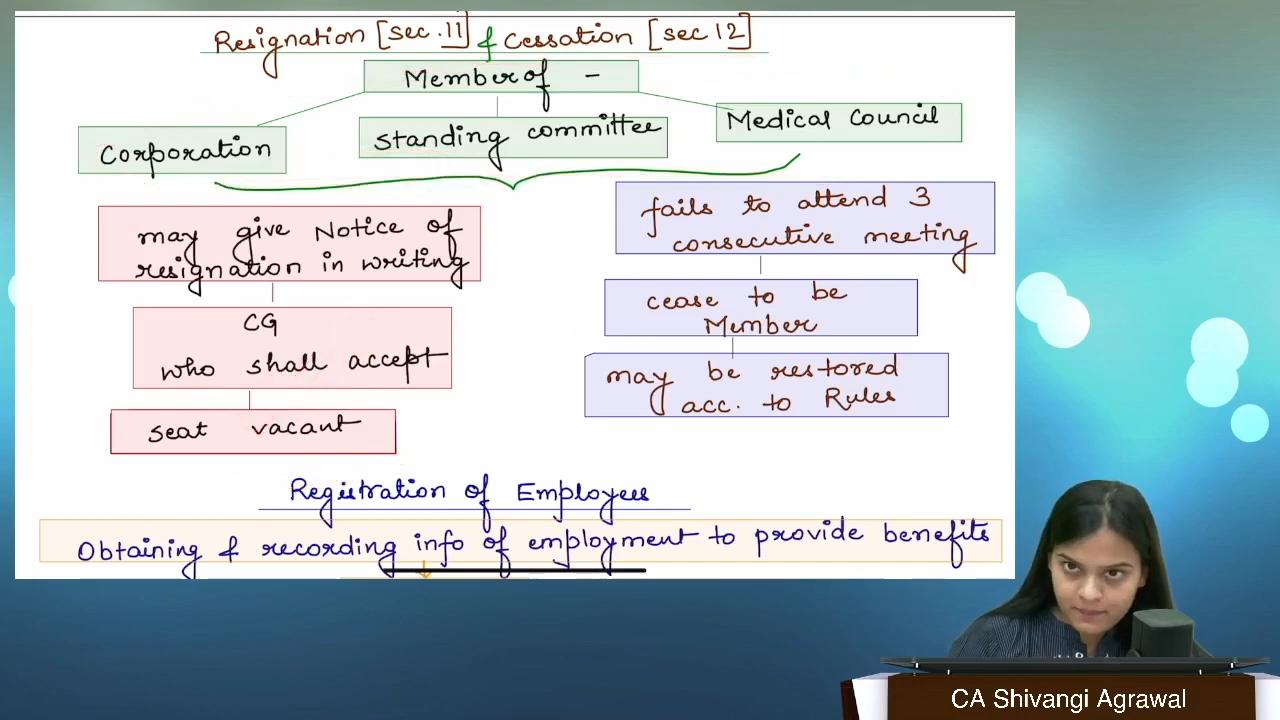 Resignation [sec.11] & Cessation [sec 12]
Member of -
Corporation
standing committee
Medical Council
may give Notice of
resignation in writing
CG
who shall accept
seat vacant
fails to attend 3
consecutive meeting
cease to be
Member
may be restored
acc. to Rules
Registration of Employees
Obtaining & recording info of employment to provide benefits
CA Shivangi Agrawal